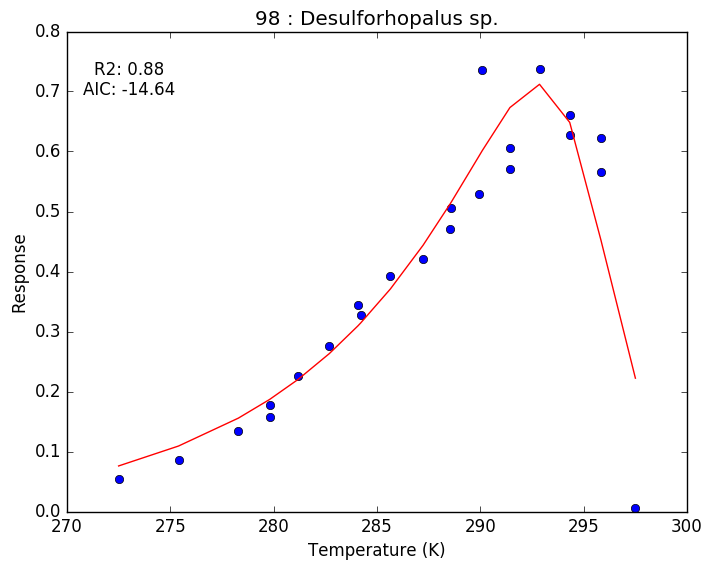 98 : Desulforhopalus sp.
R2: 0.88
AIC: -14.64
0.8
0.7
0.6
0.5
0.4
0.3
0.2
0.1
0.0
Response
270 275 280 285 290 295 300
Temperature (K)